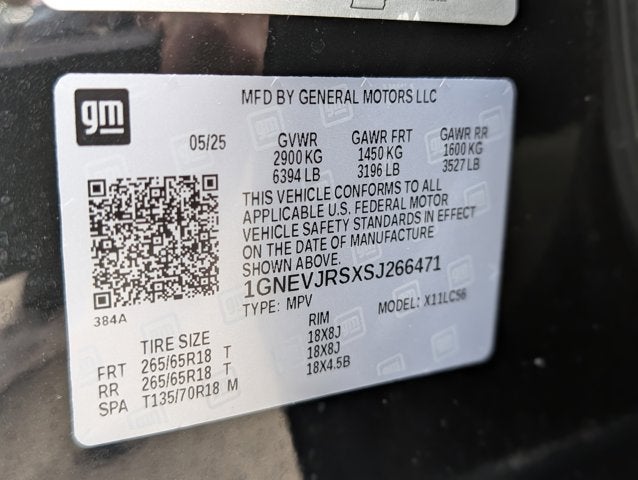 gm
MFD BY GENERAL MOTORS LLC
05/25 GVWR GAWR FRT GAWR RR
2900 KG 1450 KG 1600 KG
6394 LB 3196 LB 3527 LB
THIS VEHICLE CONFORMS TO ALL
APPLICABLE U.S. FEDERAL MOTOR
VEHICLE SAFETY STANDARDS IN EFFECT
ON THE DATE OF MANUFACTURE
SHOWN ABOVE.
1GNEVJRSXSJ266471
TYPE: MPV MODEL: X11LC56
384A
TIRE SIZE RIM
FRT 265/65R18 T 18X8J
RR 265/65R18 T 18X8J
SPA T135/70R18 M 18X4.5B